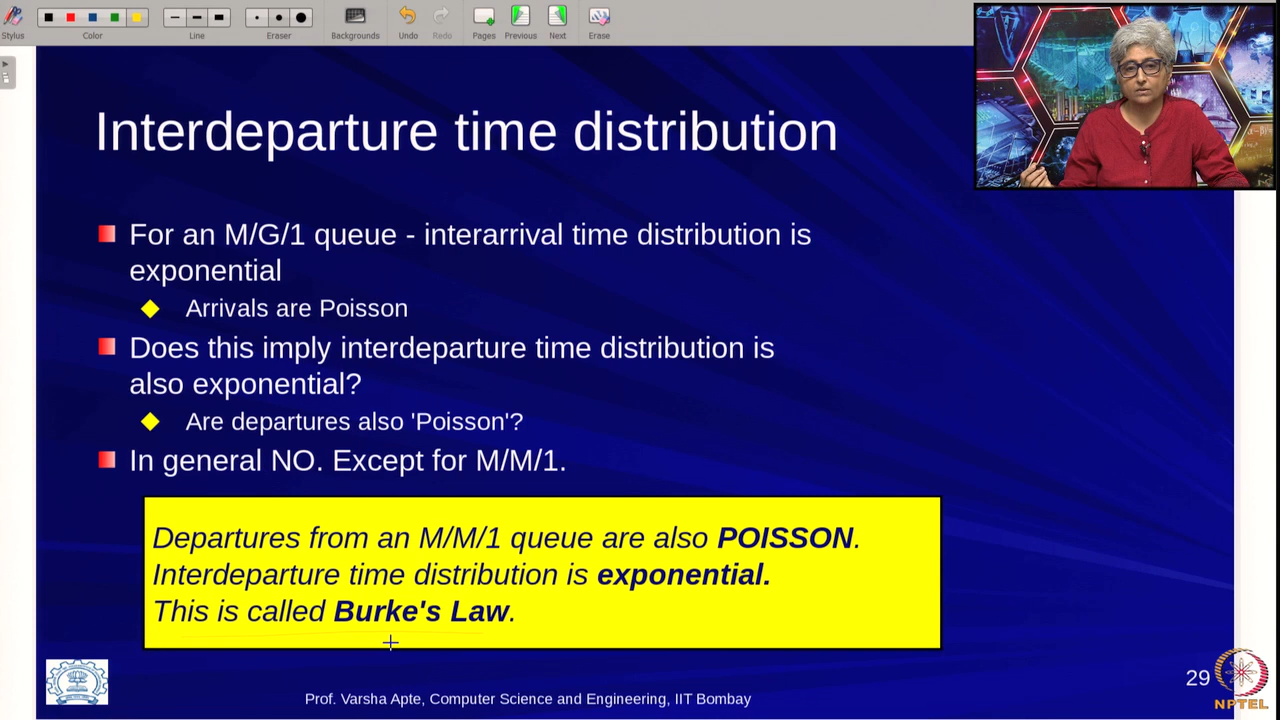 Stylus
Color
Line
Eraser
Backgrounds
Undo
Redo
Pages
Previous
Next
Erase
Interdeparture time distribution
For an M/G/1 queue - interarrival time distribution is
exponential
Arrivals are Poisson
Does this imply interdeparture time distribution is
also exponential?
Are departures also 'Poisson'?
In general NO. Except for M/M/1.
Departures from an M/M/1 queue are also POISSON.
Interdeparture time distribution is exponential.
This is called Burke's Law.
Prof. Varsha Apte, Computer Science and Engineering, IIT Bombay
29
NPTEL